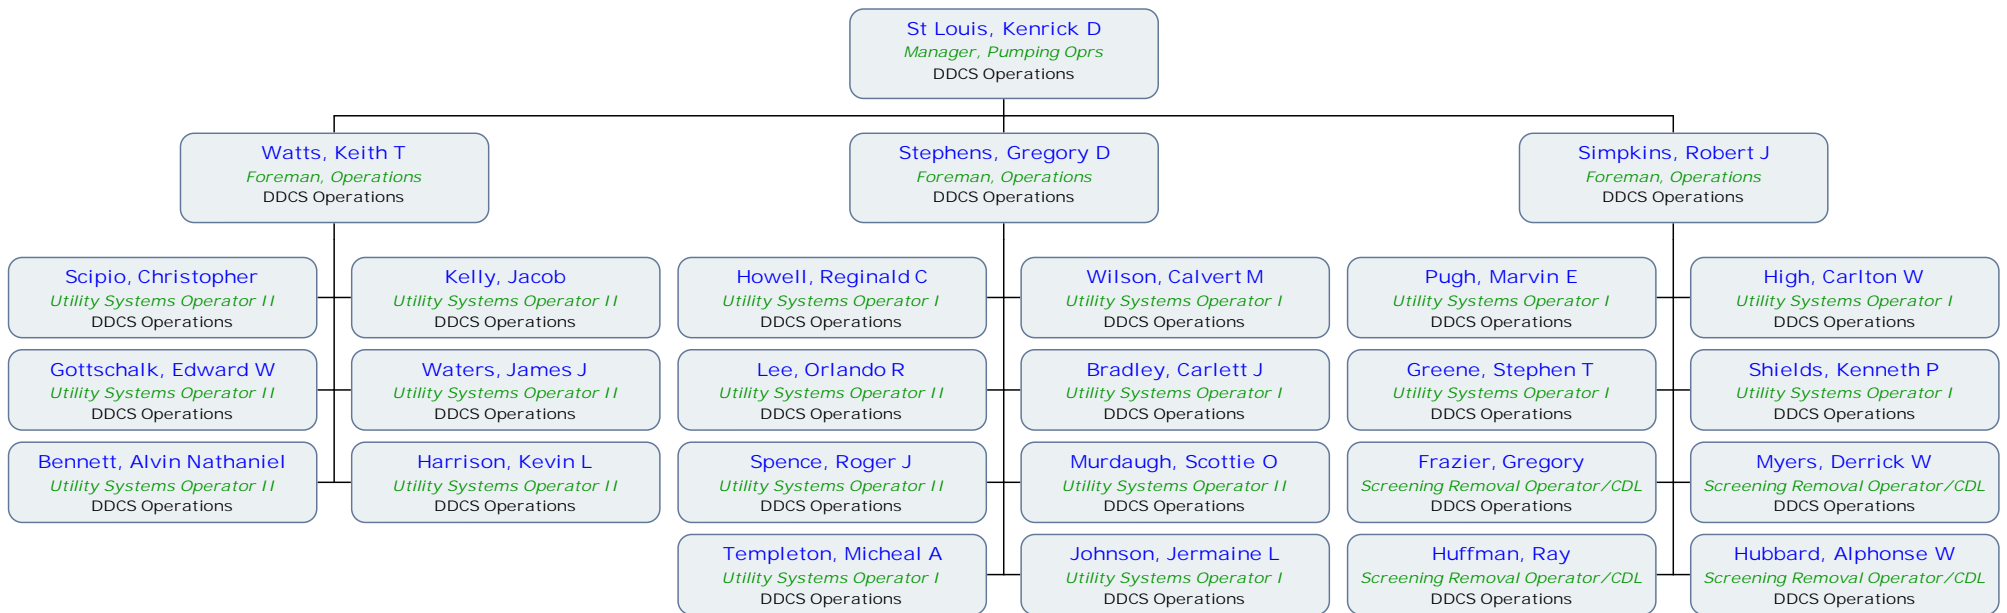 St Louis, Kenrick D
Manager, Pumping Oprs
DDCS Operations
Watts, Keith T
Foreman, Operations
DDCS Operations
Stephens, Gregory D
Foreman, Operations
DDCS Operations
Simpkins, Robert J
Foreman, Operations
DDCS Operations
Scipio, Christopher
Utility Systems Operator II
DDCS Operations
Kelly, Jacob
Utility Systems Operator II
DDCS Operations
Howell, Reginald C
Utility Systems Operator I
DDCS Operations
Wilson, Calvert M
Utility Systems Operator I
DDCS Operations
Pugh, Marvin E
Utility Systems Operator I
DDCS Operations
High, Carlton W
Utility Systems Operator I
DDCS Operations
Gottschalk, Edward W
Utility Systems Operator II
DDCS Operations
Waters, James J
Utility Systems Operator II
DDCS Operations
Lee, Orlando R
Utility Systems Operator II
DDCS Operations
Bradley, Carlett J
Utility Systems Operator I
DDCS Operations
Greene, Stephen T
Utility Systems Operator I
DDCS Operations
Shields, Kenneth P
Utility Systems Operator I
DDCS Operations
Bennett, Alvin Nathaniel
Utility Systems Operator II
DDCS Operations
Harrison, Kevin L
Utility Systems Operator II
DDCS Operations
Spence, Roger J
Utility Systems Operator II
DDCS Operations
Murdaugh, Scottie O
Utility Systems Operator II
DDCS Operations
Frazier, Gregory
Screening Removal Operator/CDL
DDCS Operations
Myers, Derrick W
Screening Removal Operator/CDL
DDCS Operations
Templeton, Micheal A
Utility Systems Operator I
DDCS Operations
Johnson, Jermaine L
Utility Systems Operator I
DDCS Operations
Huffman, Ray
Screening Removal Operator/CDL
DDCS Operations
Hubbard, Alphonse W
Screening Removal Operator/CDL
DDCS Operations